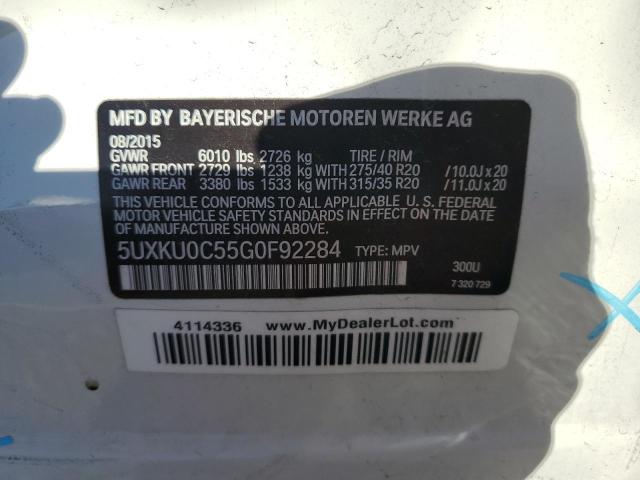 MFD BY BAYERISCHE MOTOREN WERKE AG
08/2015
GVWR 6010 lbs 2726 kg TIRE / RIM
GAWR FRONT 2729 lbs 1238 kg WITH 275/40 R20 /10.0J x 20
GAWR REAR 3380 lbs 1533 kg WITH 315/35 R20 /11.0J x 20
THIS VEHICLE CONFORMS TO ALL APPLICABLE U. S. FEDERAL
MOTOR VEHICLE SAFETY STANDARDS IN EFFECT ON THE DATE
OF MANUFACTURE SHOWN ABOVE.
5UXKU0C55G0F92284 TYPE: MPV
300U
7 320 729
4114336 www.MyDealerLot.com